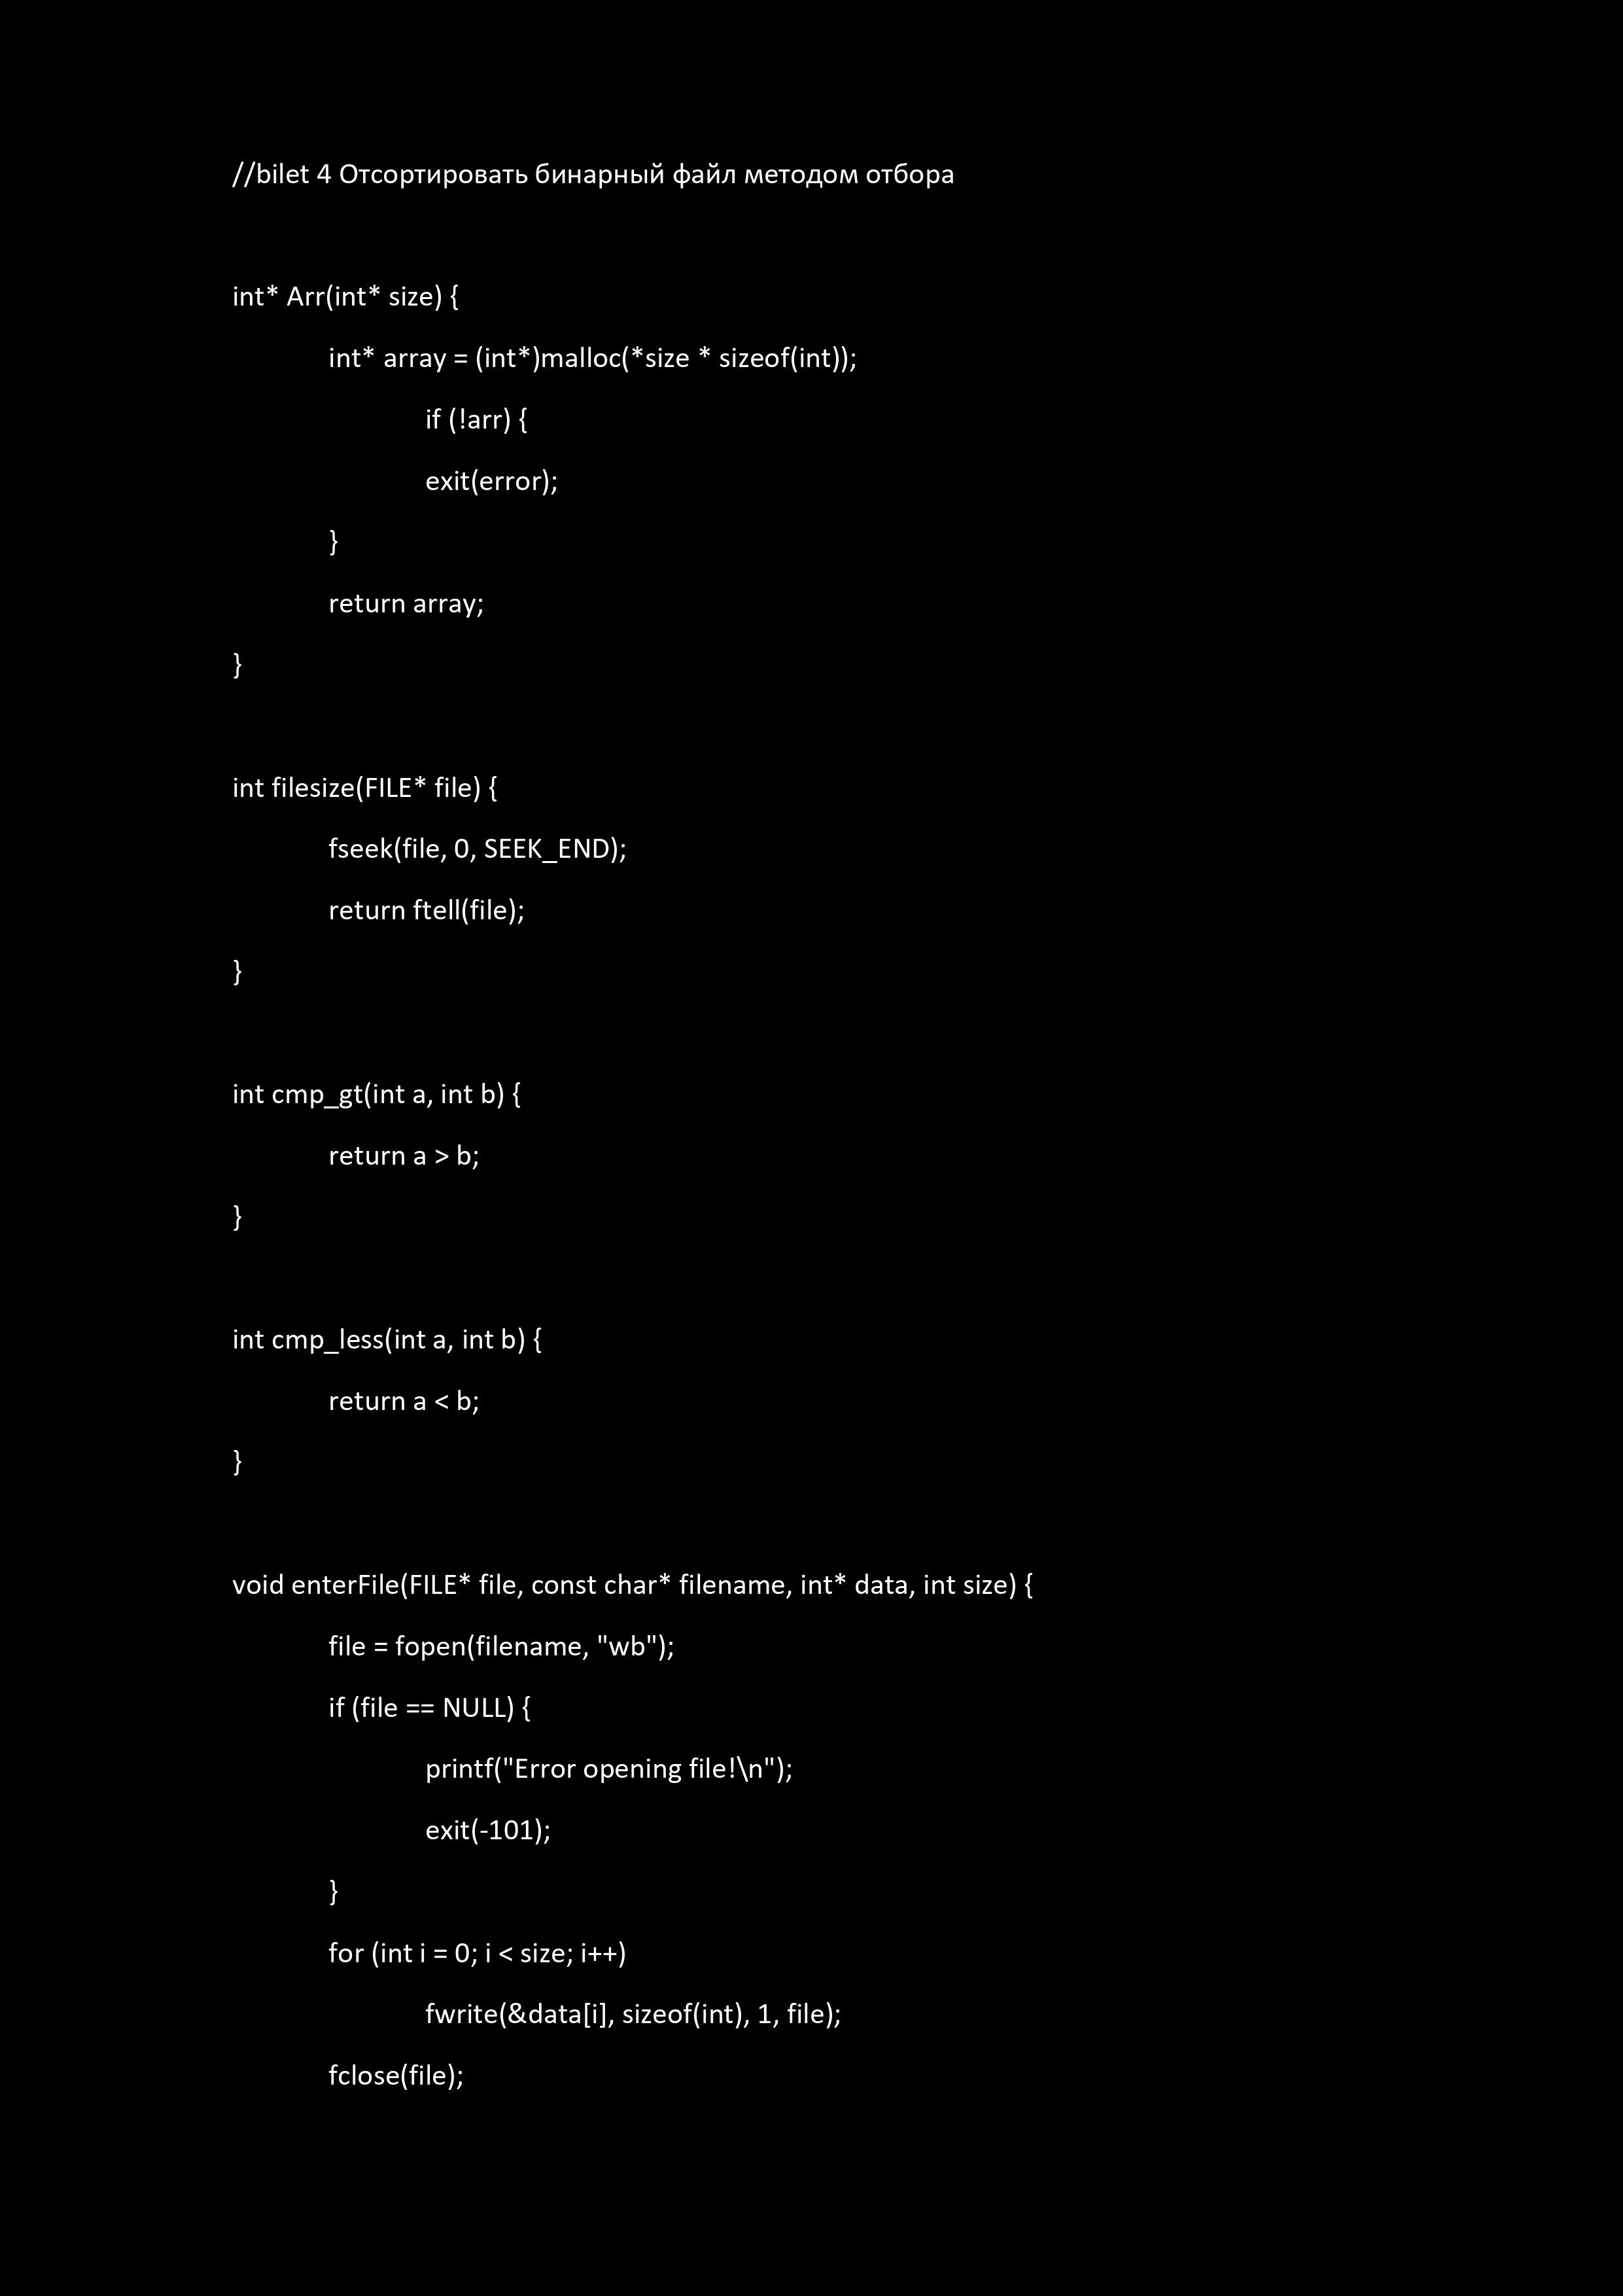 //bilet 4 Отсортировать бинарный файл методом отбора
int* Arr(int* size) {
int* array = (int*)malloc(*size * sizeof(int));
if (!arr) {
exit(error);
}
return array;
}
int filesize(FILE* file) {
fseek(file, 0, SEEK_END);
return ftell(file);
}
int cmp_gt(int a, int b) {
return a > b;
}
int cmp_less(int a, int b) {
return a < b;
}
void enterFile(FILE* file, const char* filename, int* data, int size) {
file = fopen(filename, "wb");
if (file == NULL) {
printf("Error opening file!\n");
exit(-101);
}
for (int i = 0; i < size; i++)
fwrite(&data[i], sizeof(int), 1, file);
fclose(file);